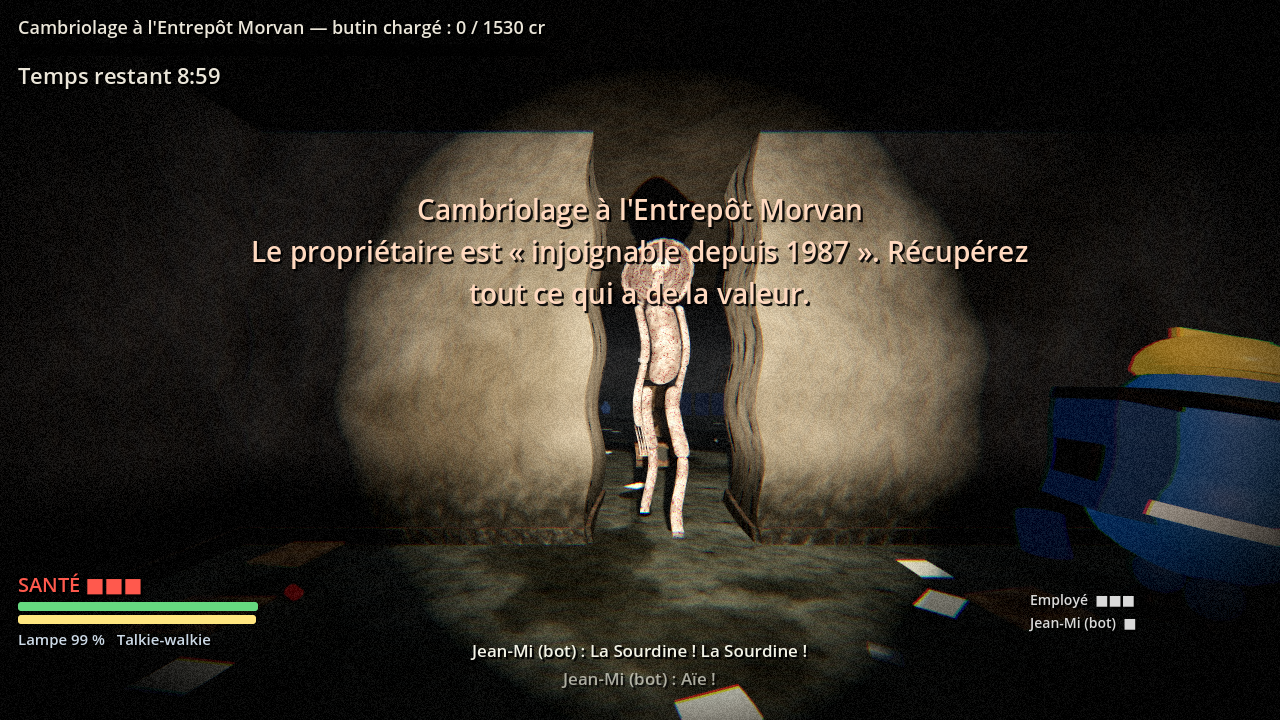 Cambriolage à l'Entrepôt Morvan — butin chargé : 0 / 1530 cr
Temps restant 8:59
Cambriolage à l'Entrepôt Morvan
Le propriétaire est « injoignable depuis 1987 ». Récupérez
tout ce qui a de la valeur.
SANTÉ
Lampe 99 % Talkie-walkie
Employé
Jean-Mi (bot)
Jean-Mi (bot) : La Sourdine ! La Sourdine !
Jean-Mi (bot) : Aïe !